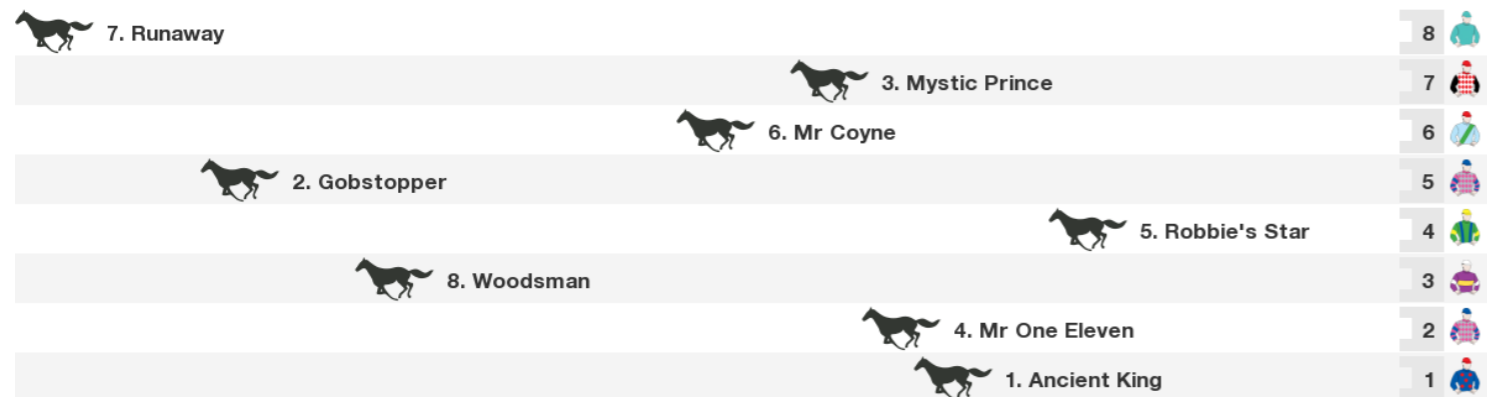 7. Runaway 8
3. Mystic Prince 7
6. Mr Coyne 6
2. Gobstopper 5
5. Robbie's Star 4
8. Woodsman 3
4. Mr One Eleven 2
1. Ancient King 1